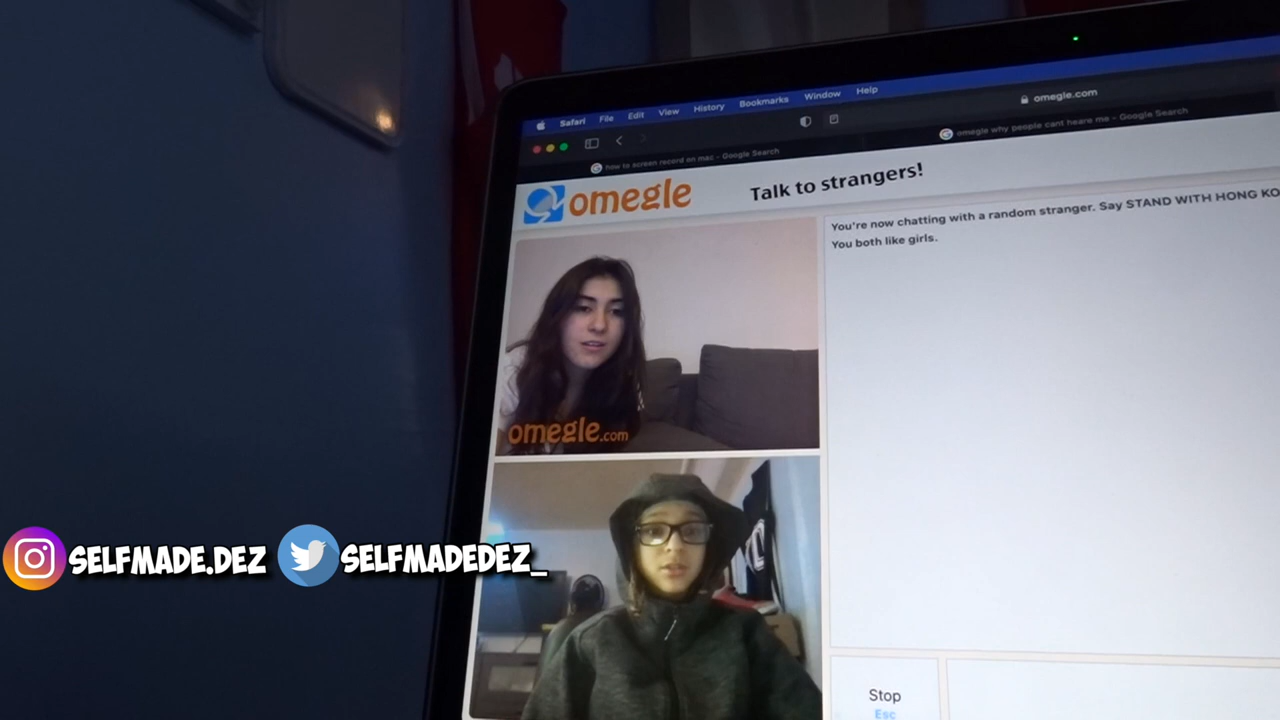 Safari File Edit View History Bookmarks Window Help
omegle.com
how to screen record on mac - Google Search
omegle why people cant heare me - Google Search
omegle Talk to strangers!
You're now chatting with a random stranger. Say STAND WITH HONG KO
You both like girls.
omegle.com
SELFMADE.DEZ SELFMADEDEZ_
Stop
Esc